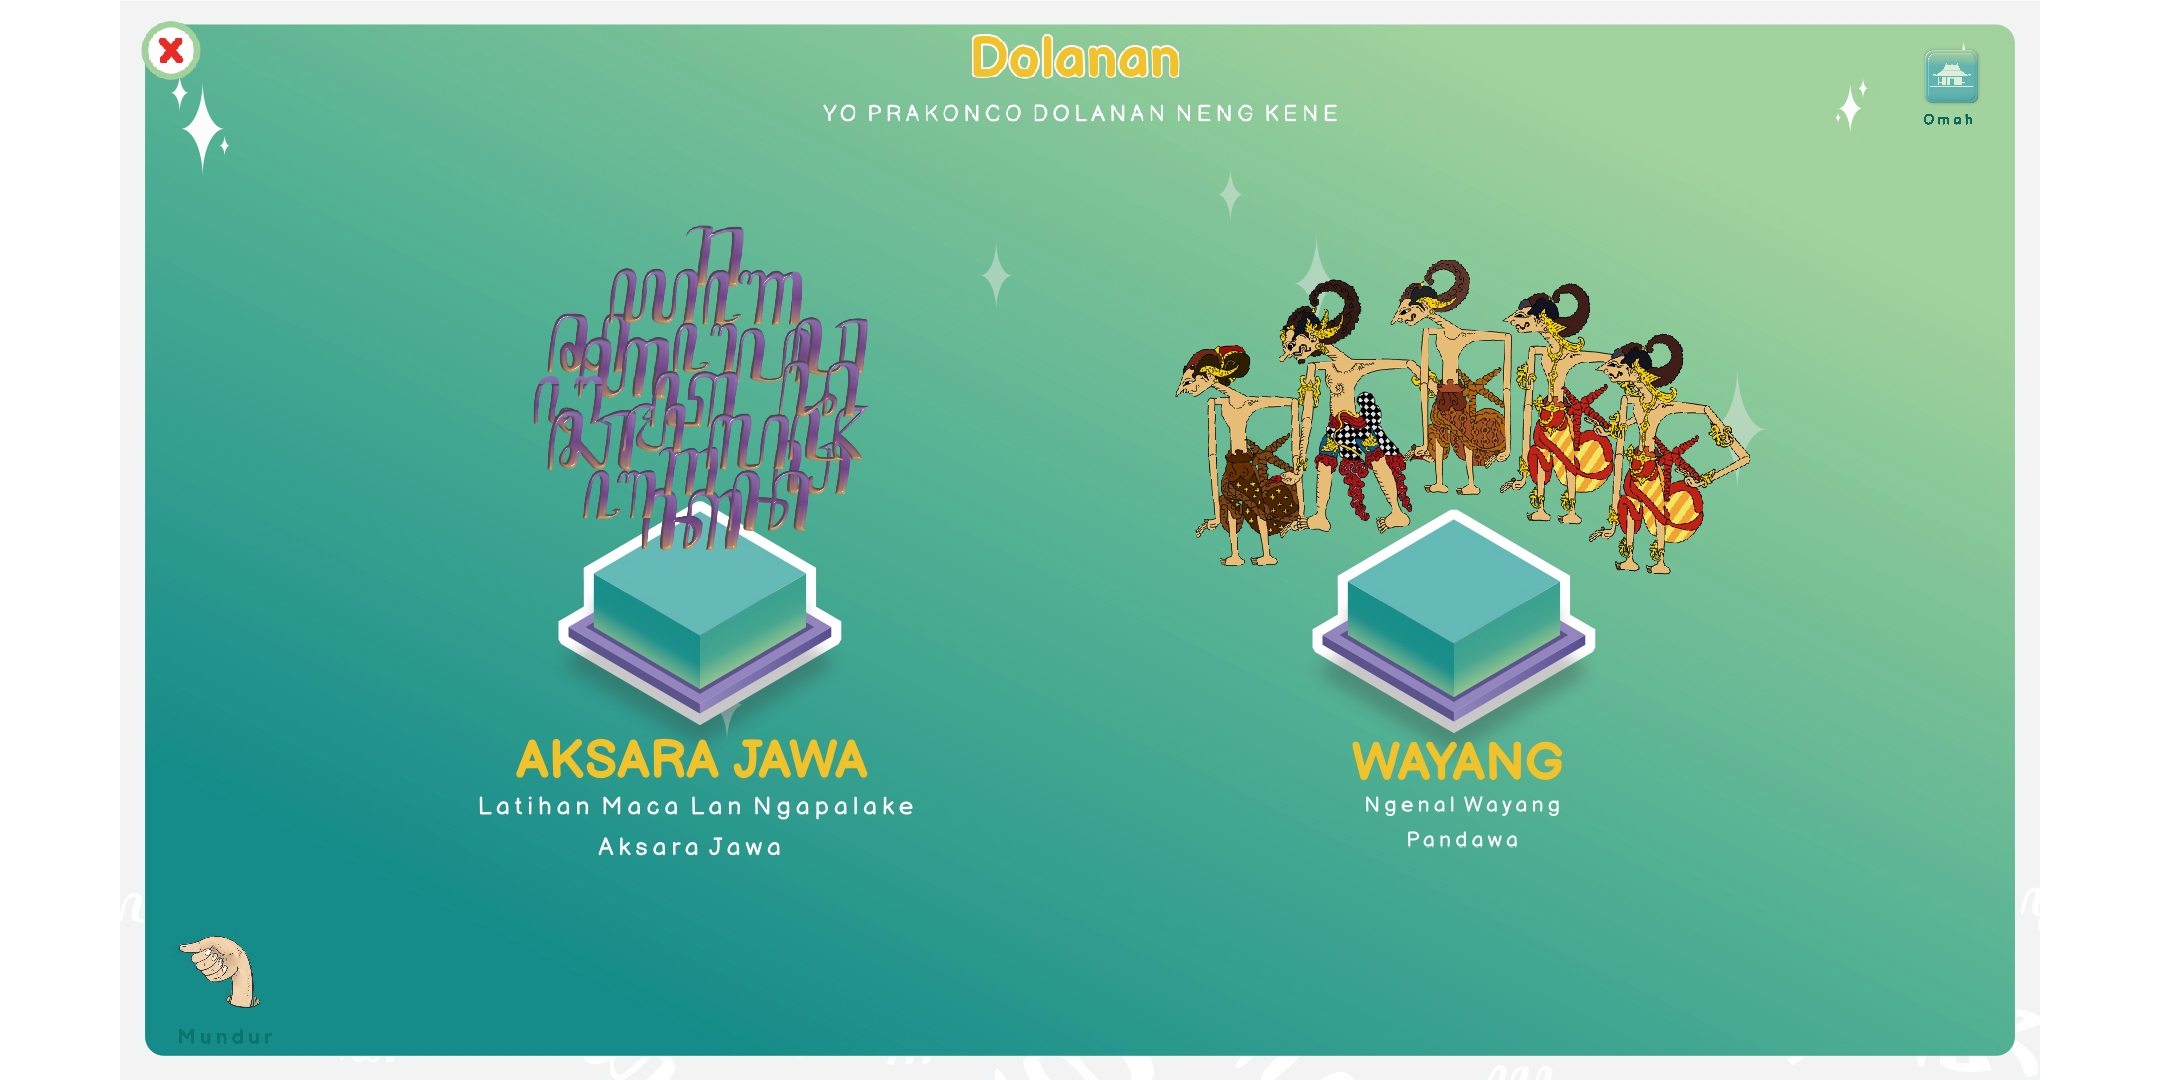 Dolanan
YO PRAKONCO DOLANAN NENG KENE
Omah
AKSARA JAWA
Latihan Maca Lan Ngapalake
Aksara Jawa
WAYANG
Ngenal Wayang
Pandawa
Mundur